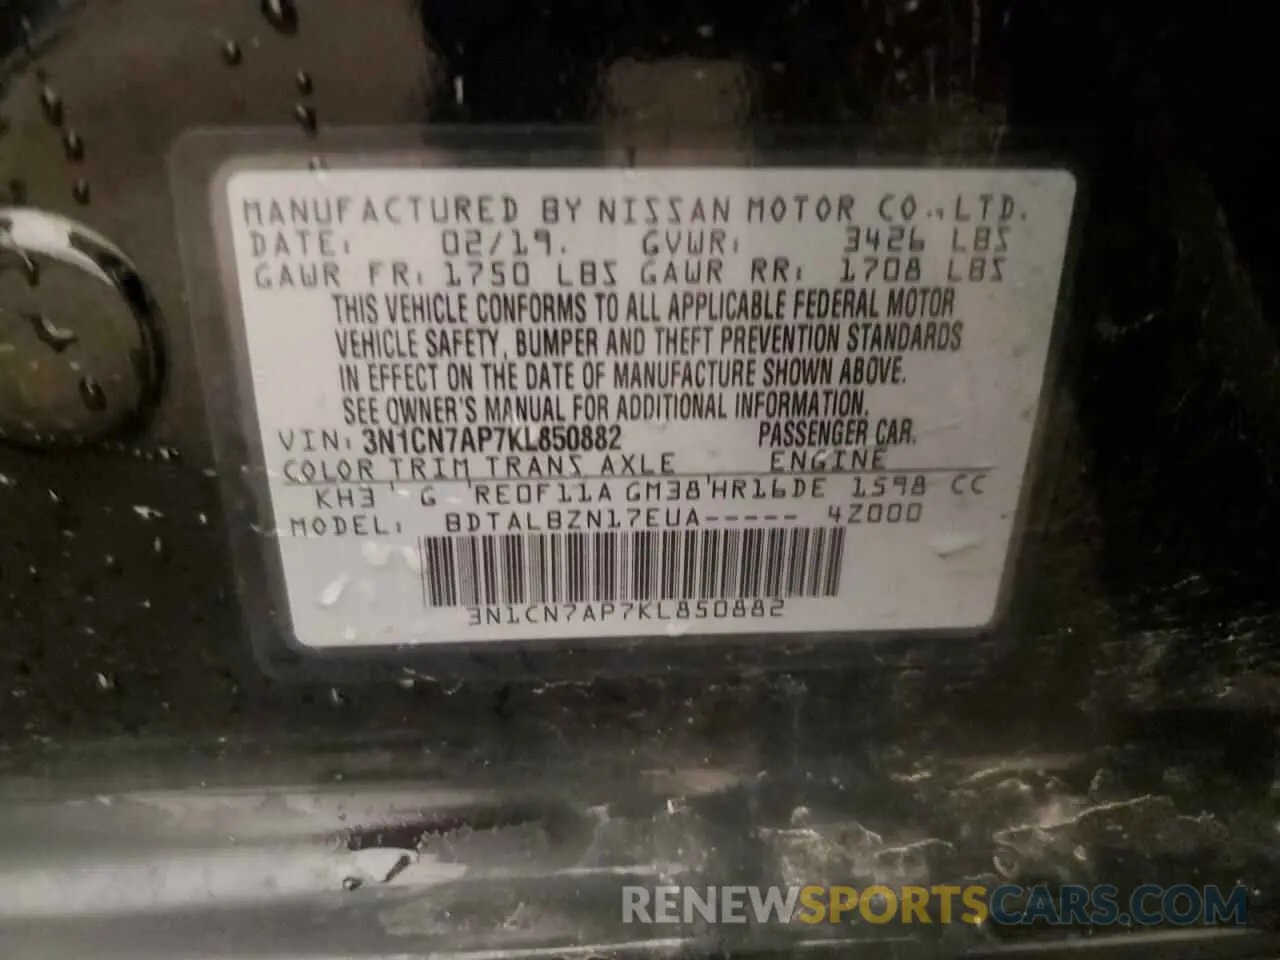 MANUFACTURED BY NISSAN MOTOR CO., LTD.
DATE: 02/19. GVWR: 3426 LBS
GAWR FR: 1750 LBS GAWR RR: 1708 LBS
THIS VEHICLE CONFORMS TO ALL APPLICABLE FEDERAL MOTOR
VEHICLE SAFETY, BUMPER AND THEFT PREVENTION STANDARDS
IN EFFECT ON THE DATE OF MANUFACTURE SHOWN ABOVE.
SEE OWNER'S MANUAL FOR ADDITIONAL INFORMATION.
VIN: 3N1CN7AP7KL850882 PASSENGER CAR.
COLOR TRIM TRANS AXLE ENGINE
KH3 G RE0F11A GM38 HR16DE 1598 CC
MODEL: BDTALBZN17EUA----- 4Z000
3N1CN7AP7KL850882
RENEWSPORTSCARS.COM